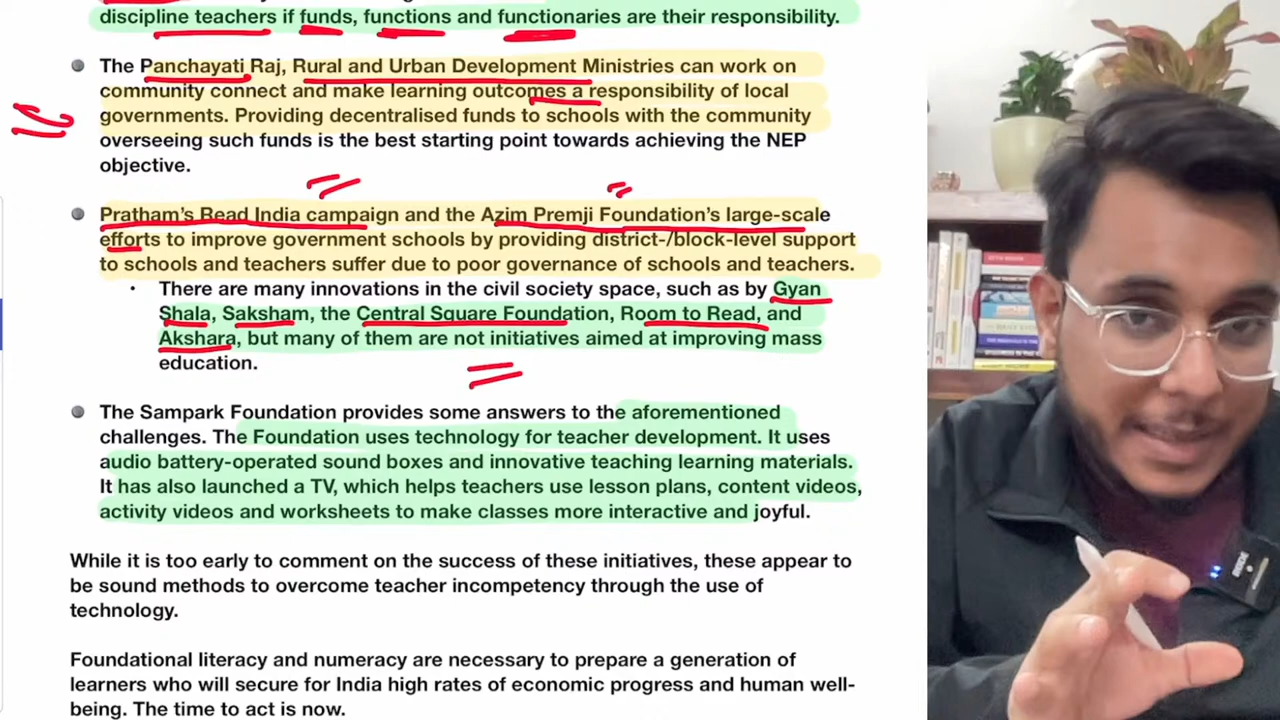 discipline teachers if funds, functions and functionaries are their responsibility.
The Panchayati Raj, Rural and Urban Development Ministries can work on
community connect and make learning outcomes a responsibility of local
governments. Providing decentralised funds to schools with the community
overseeing such funds is the best starting point towards achieving the NEP
objective.
Pratham's Read India campaign and the Azim Premji Foundation's large-scale
efforts to improve government schools by providing district-/block-level support
to schools and teachers suffer due to poor governance of schools and teachers.
There are many innovations in the civil society space, such as by Gyan
Shala, Saksham, the Central Square Foundation, Room to Read, and
Akshara, but many of them are not initiatives aimed at improving mass
education.
The Sampark Foundation provides some answers to the aforementioned
challenges. The Foundation uses technology for teacher development. It uses
audio battery-operated sound boxes and innovative teaching learning materials.
It has also launched a TV, which helps teachers use lesson plans, content videos,
activity videos and worksheets to make classes more interactive and joyful.
While it is too early to comment on the success of these initiatives, these appear to
be sound methods to overcome teacher incompetency through the use of
technology.
Foundational literacy and numeracy are necessary to prepare a generation of
learners who will secure for India high rates of economic progress and human well-
being. The time to act is now.